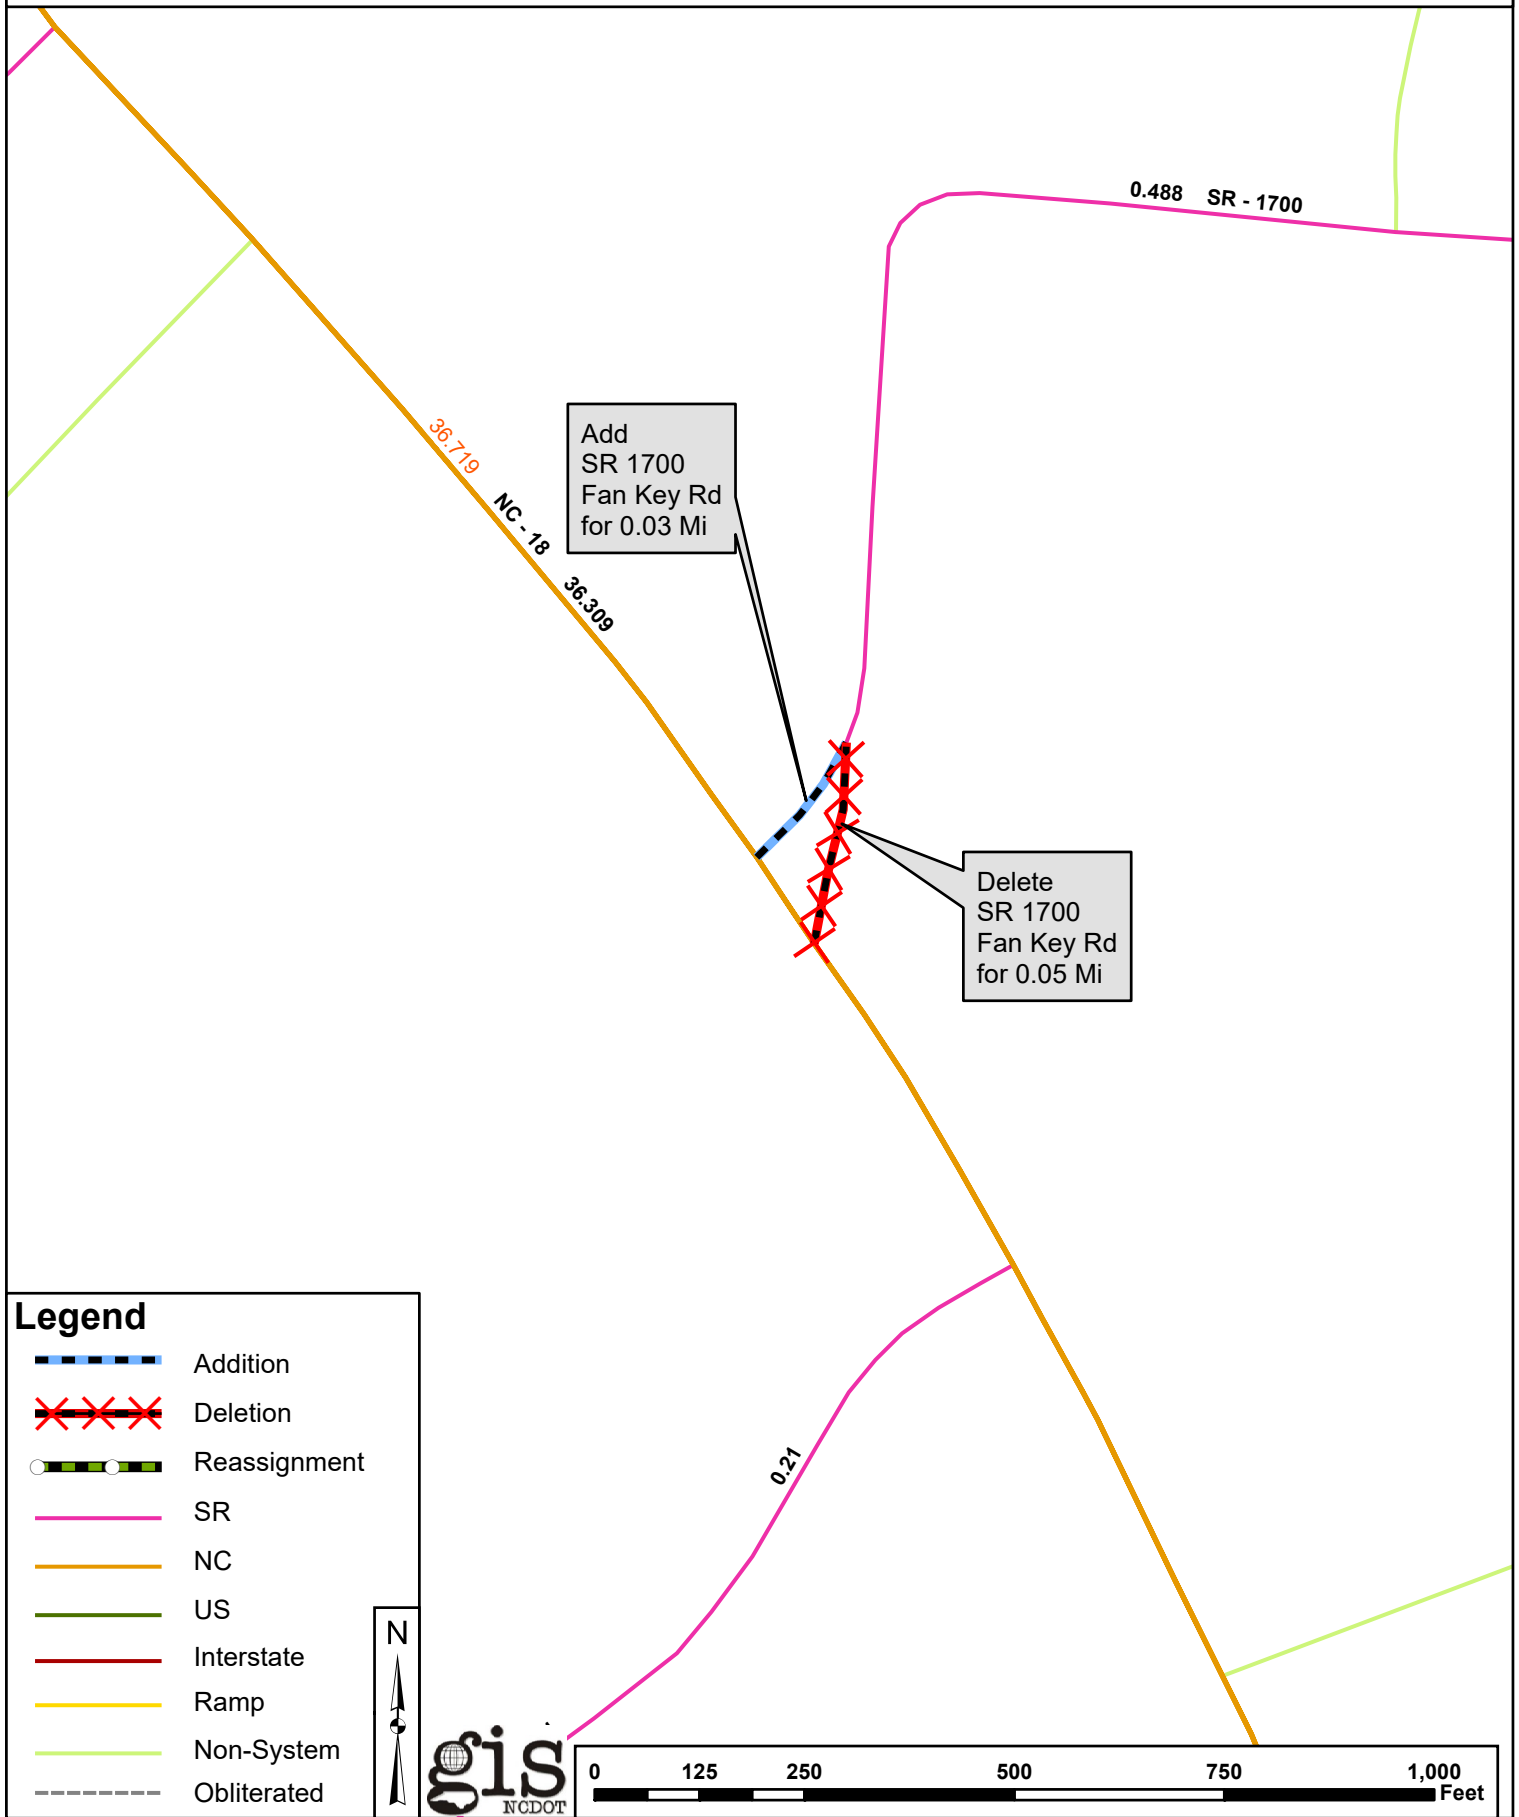 0.488 SR - 1700
36.719
NC - 18
36.309
Add
SR 1700
Fan Key Rd
for 0.03 Mi
Delete
SR 1700
Fan Key Rd
for 0.05 Mi
0.21
Legend
Addition
Deletion
Reassignment
SR
NC
US
Interstate
Ramp
Non-System
Obliterated
N
gis
NCDOT
0 125 250 500 750 1,000
Feet